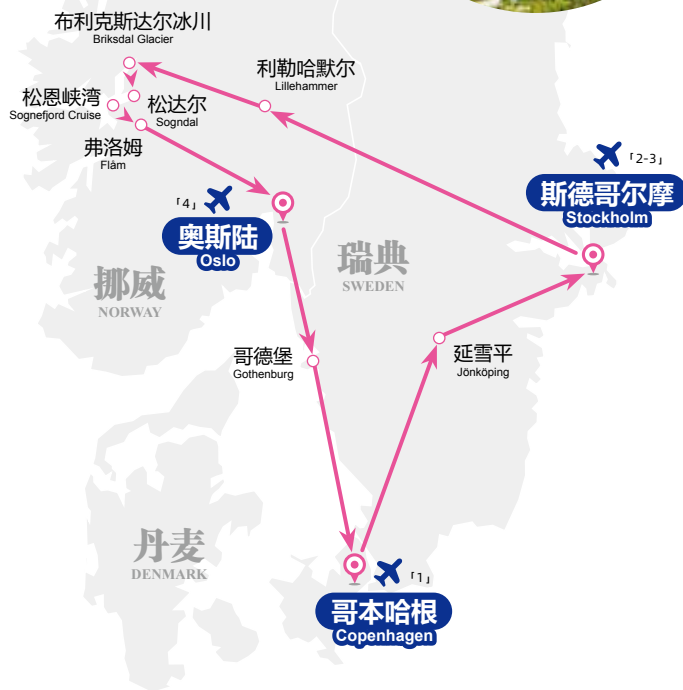 布利克斯达尔冰川
Briksdal Glacier
利勒哈默尔
Lillehammer
松恩峡湾
Sognefjord Cruise
松达尔
Sogndal
弗洛姆
Flåm
「2-3」
斯德哥尔摩
Stockholm
「4」
奥斯陆
Oslo
瑞典
SWEDEN
挪威
NORWAY
哥德堡
Gothenburg
延雪平
Jönköping
丹麦
DENMARK
「1」
哥本哈根
Copenhagen